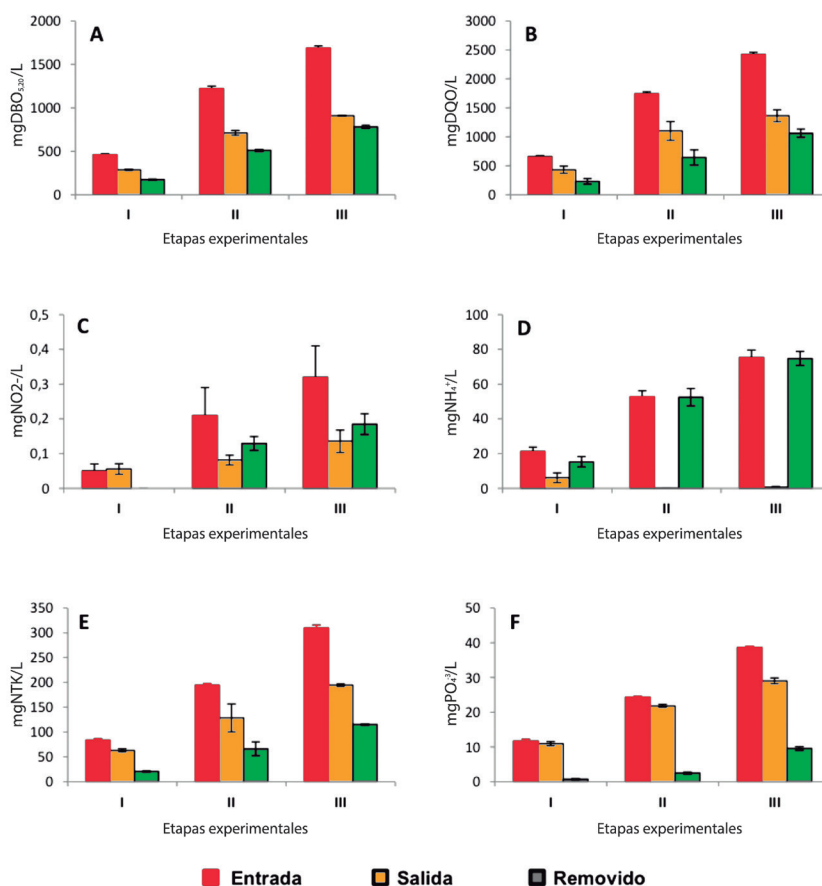 A
mgDBO₅,₂₀/L
2000
1500
1000
500
0
I II III
Etapas experimentales
B
mgDQO/L
3000
2500
2000
1500
1000
500
0
I II III
Etapas experimentales
C
mgNO2-/L
0,5
0,4
0,3
0,2
0,1
0
I II III
Etapas experimentales
D
mgNH₄⁺/L
100
80
60
40
20
0
I II III
Etapas experimentales
E
mgNTK/L
350
300
250
200
150
100
50
0
I II III
Etapas experimentales
F
mgPO₄³/L
50
40
30
20
10
0
I II III
Etapas experimentales
Entrada Salida Removido